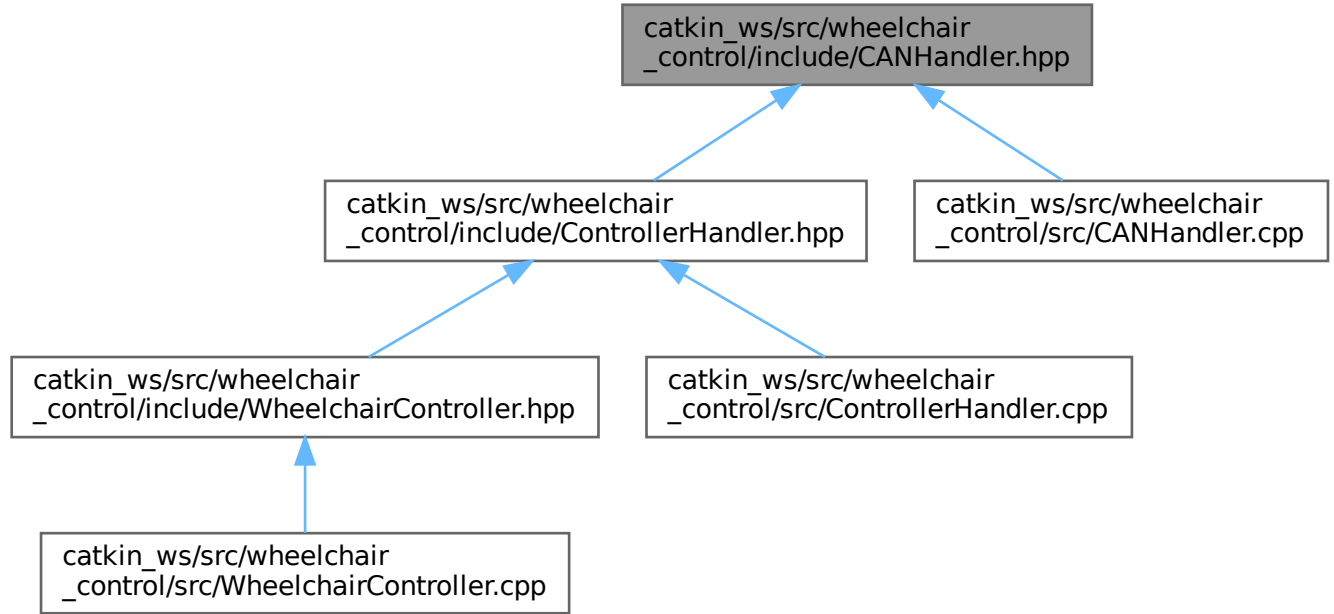 catkin_ws/src/wheelchair
_control/include/CANHandler.hpp
catkin_ws/src/wheelchair
_control/include/ControllerHandler.hpp
catkin_ws/src/wheelchair
_control/src/CANHandler.cpp
catkin_ws/src/wheelchair
_control/include/WheelchairController.hpp
catkin_ws/src/wheelchair
_control/src/ControllerHandler.cpp
catkin_ws/src/wheelchair
_control/src/WheelchairController.cpp